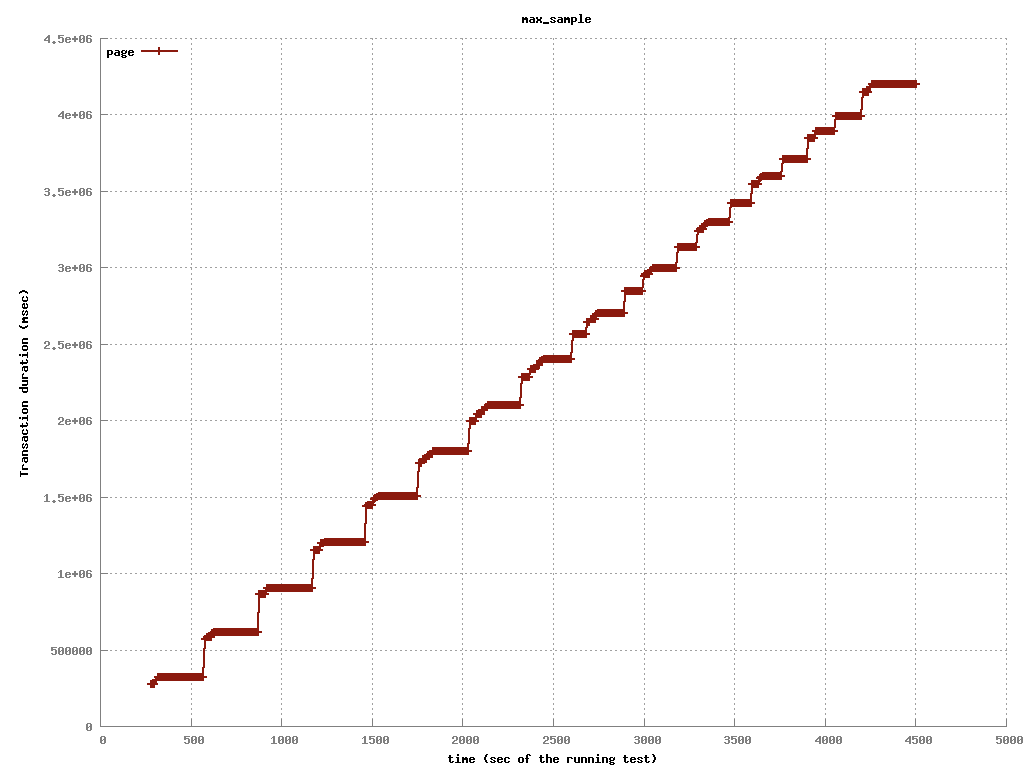 max_sample
4.5e+06
page
4e+06
3.5e+06
3e+06
2.5e+06
2e+06
1.5e+06
1e+06
500000
0
Transaction duration (msec)
0 500 1000 1500 2000 2500 3000 3500 4000 4500 5000
time (sec of the running test)